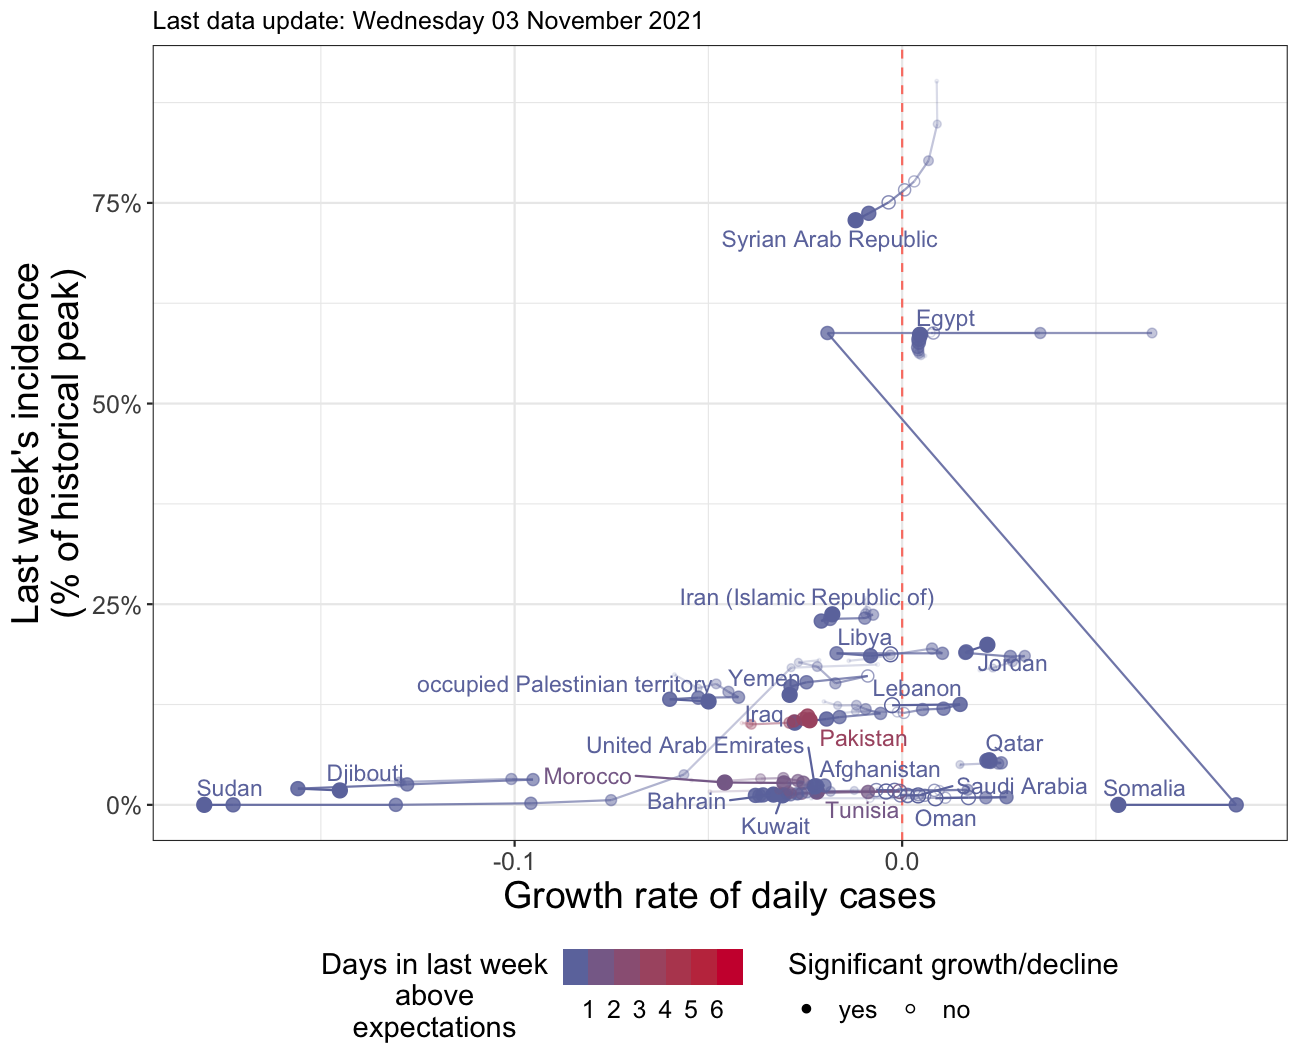 Last data update: Wednesday 03 November 2021
Last week's incidence
(% of historical peak)
75%
50%
25%
0%
Syrian Arab Republic
Egypt
Iran (Islamic Republic of)
Libya
Jordan
occupied Palestinian territory
Yemen
Lebanon
Iraq
Pakistan
United Arab Emirates
Qatar
Sudan
Djibouti
Morocco
Afghanistan
Saudi Arabia
Somalia
Bahrain
Tunisia
Kuwait
Oman
-0.1
0.0
Growth rate of daily cases
Days in last week
above
expectations
1 2 3 4 5 6
Significant growth/decline
yes
no